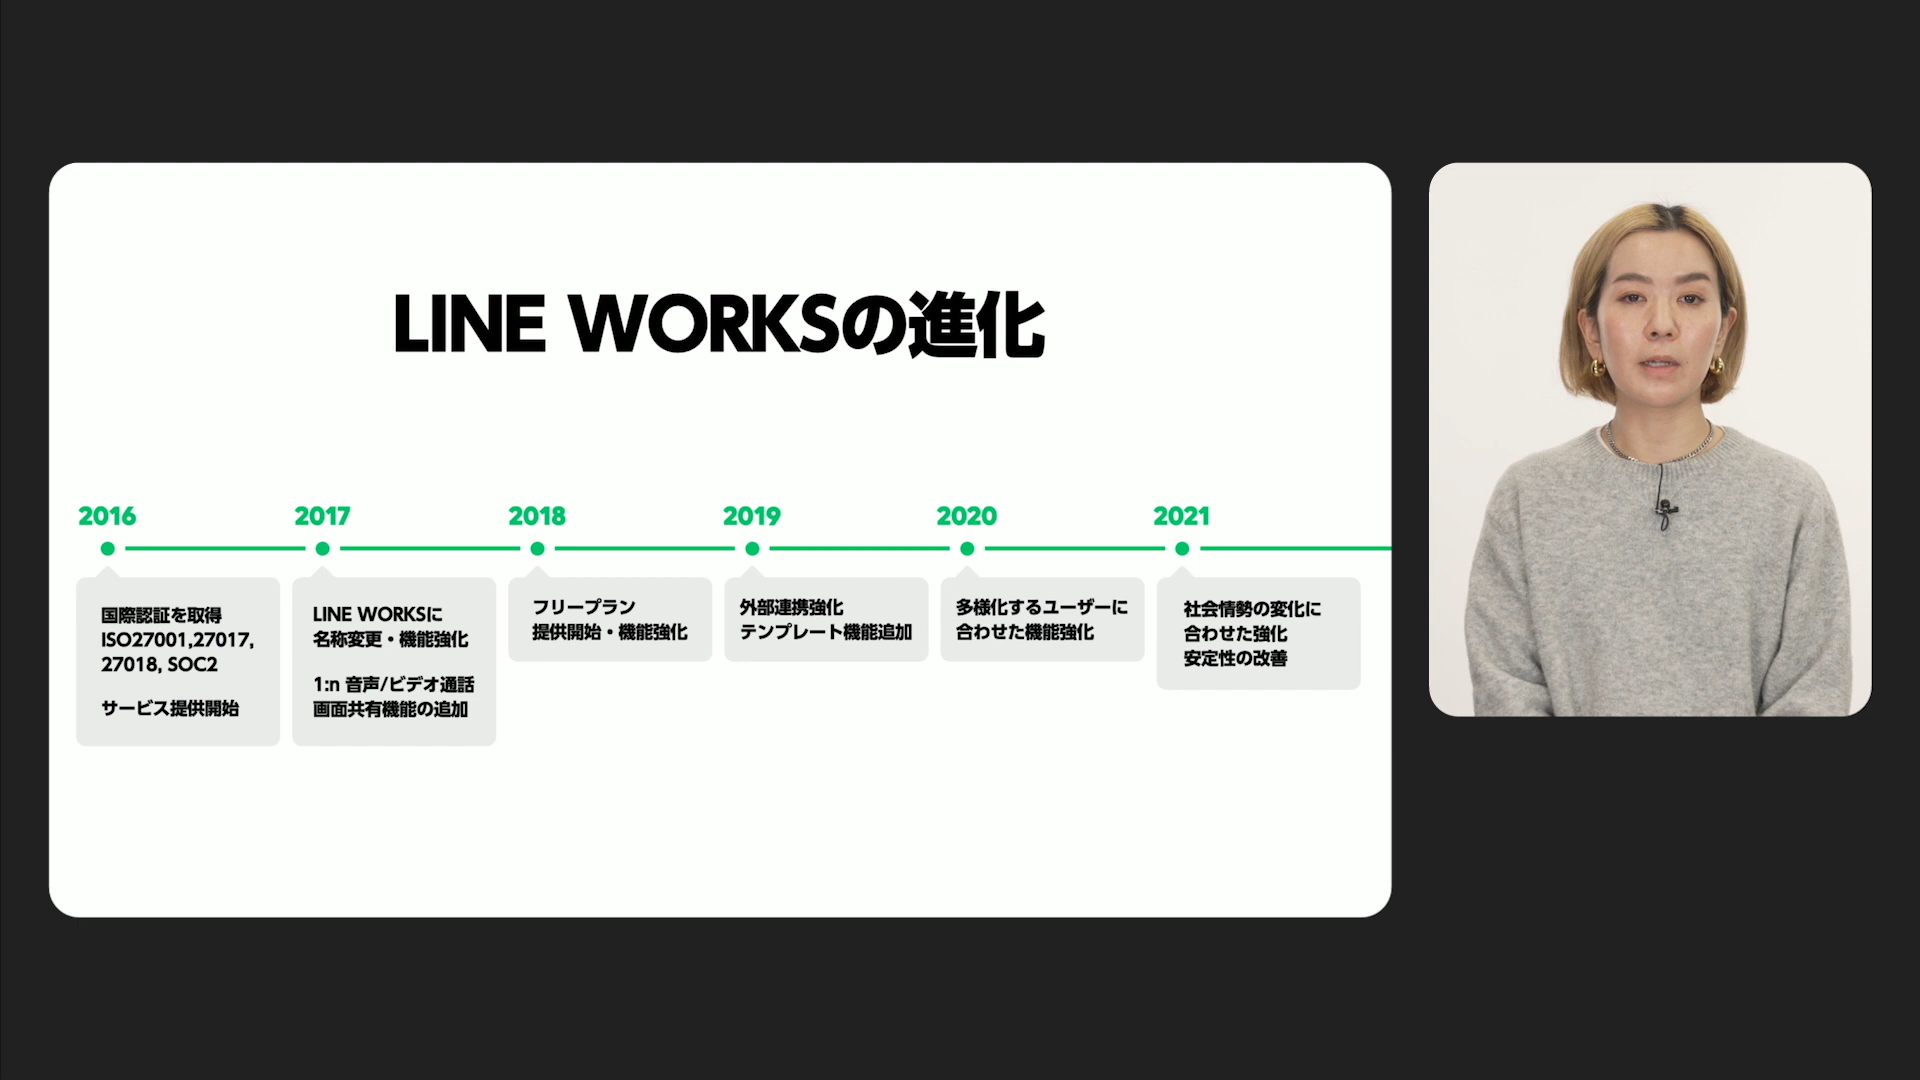 LINE WORKSの進化
2016
国際認証を取得
ISO27001,27017,
27018, SOC2
サービス提供開始
2017
LINE WORKSに
名称変更・機能強化
1:n 音声/ビデオ通話
画面共有機能の追加
2018
フリープラン
提供開始・機能強化
2019
外部連携強化
テンプレート機能追加
2020
多様化するユーザーに
合わせた機能強化
2021
社会情勢の変化に
合わせた強化
安定性の改善